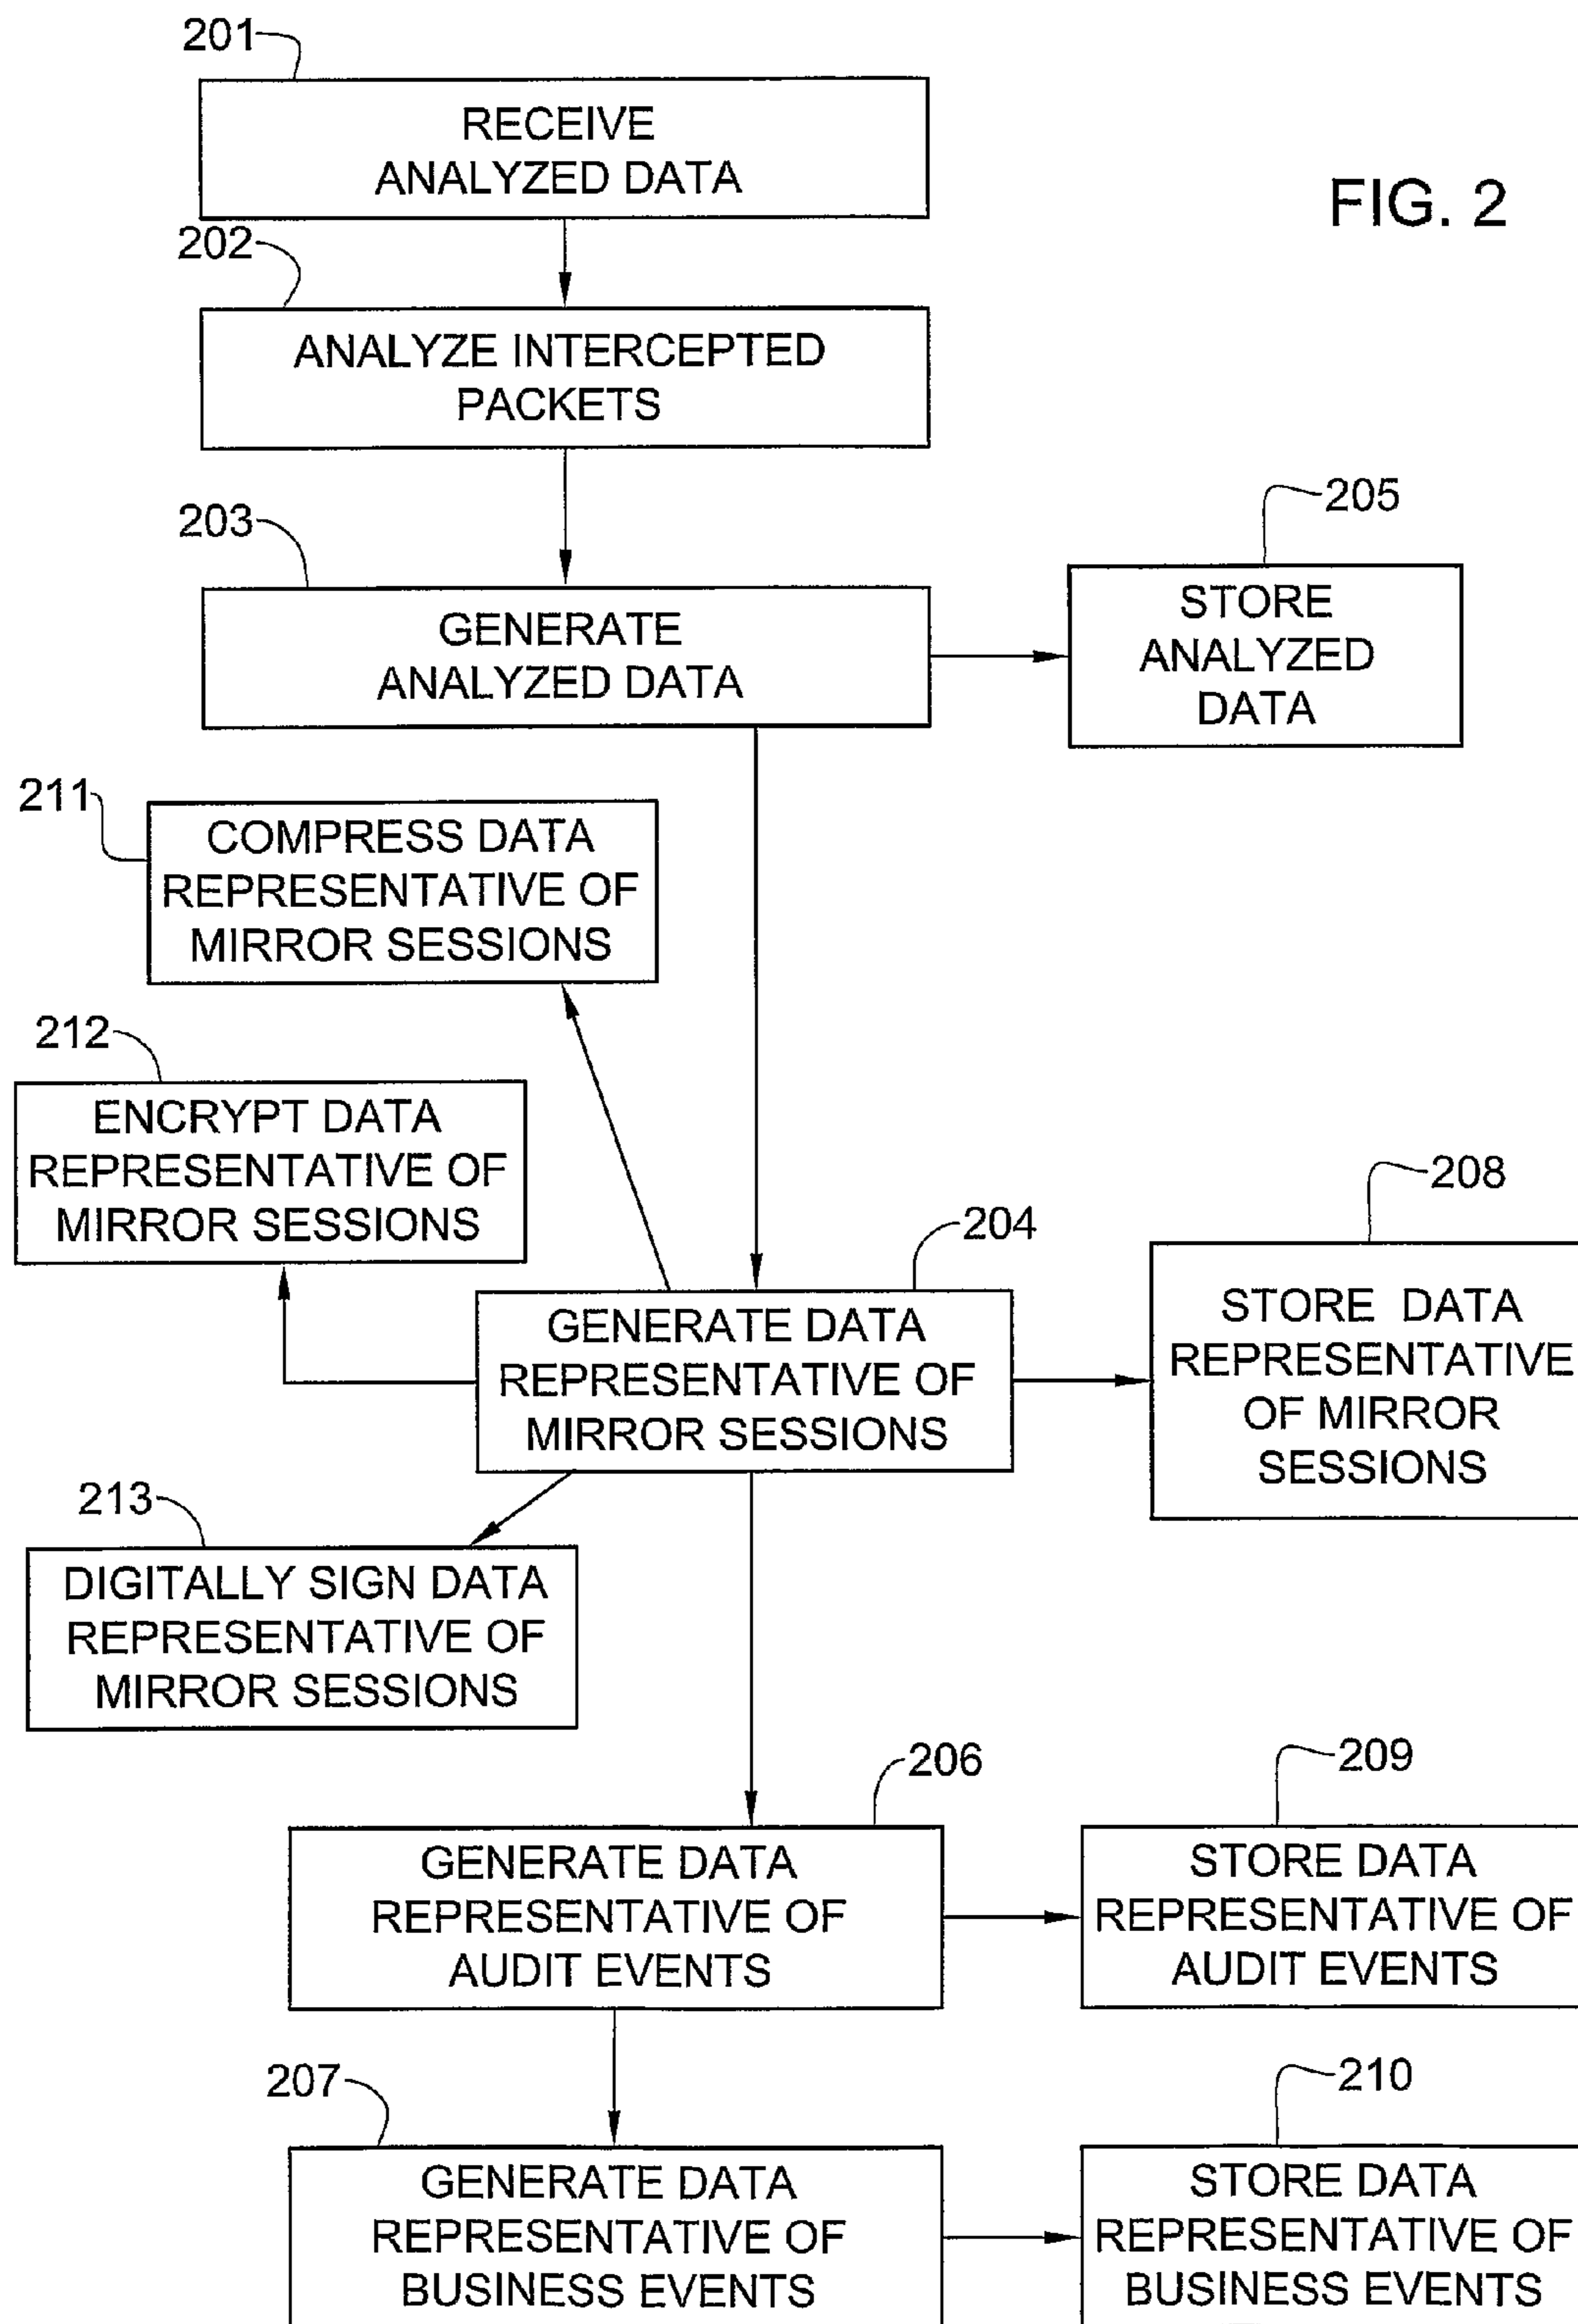 201
RECEIVE
ANALYZED DATA
FIG. 2
202
ANALYZE INTERCEPTED
PACKETS
203
GENERATE
ANALYZED DATA
205
STORE
ANALYZED
DATA
211
COMPRESS DATA
REPRESENTATIVE OF
MIRROR SESSIONS
212
ENCRYPT DATA
REPRESENTATIVE OF
MIRROR SESSIONS
204
GENERATE DATA
REPRESENTATIVE OF
MIRROR SESSIONS
208
STORE DATA
REPRESENTATIVE
OF MIRROR
SESSIONS
213
DIGITALLY SIGN DATA
REPRESENTATIVE OF
MIRROR SESSIONS
206
GENERATE DATA
REPRESENTATIVE OF
AUDIT EVENTS
209
STORE DATA
REPRESENTATIVE OF
AUDIT EVENTS
207
GENERATE DATA
REPRESENTATIVE OF
BUSINESS EVENTS
210
STORE DATA
REPRESENTATIVE OF
BUSINESS EVENTS